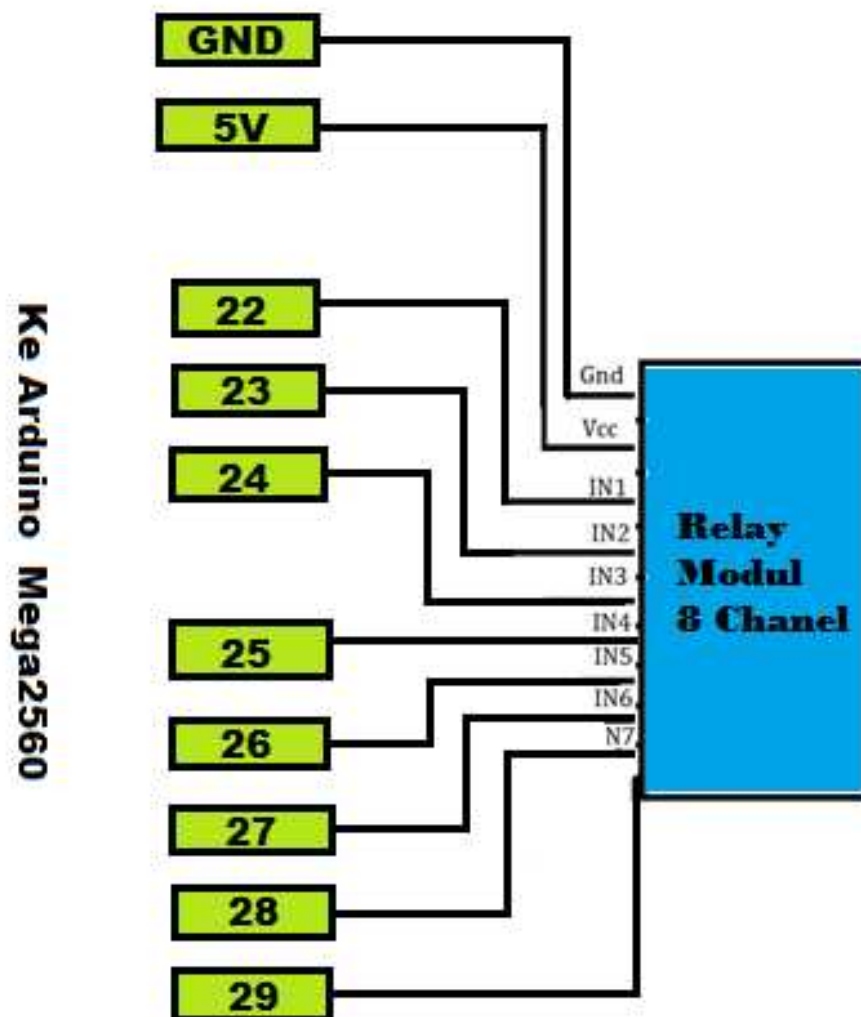 GND
5V
22
23
24
25
26
27
28
29
Ke Arduino Mega2560
Gnd
Vcc
IN1
IN2
IN3
IN4
IN5
IN6
N7
Relay
Modul
8 Chanel